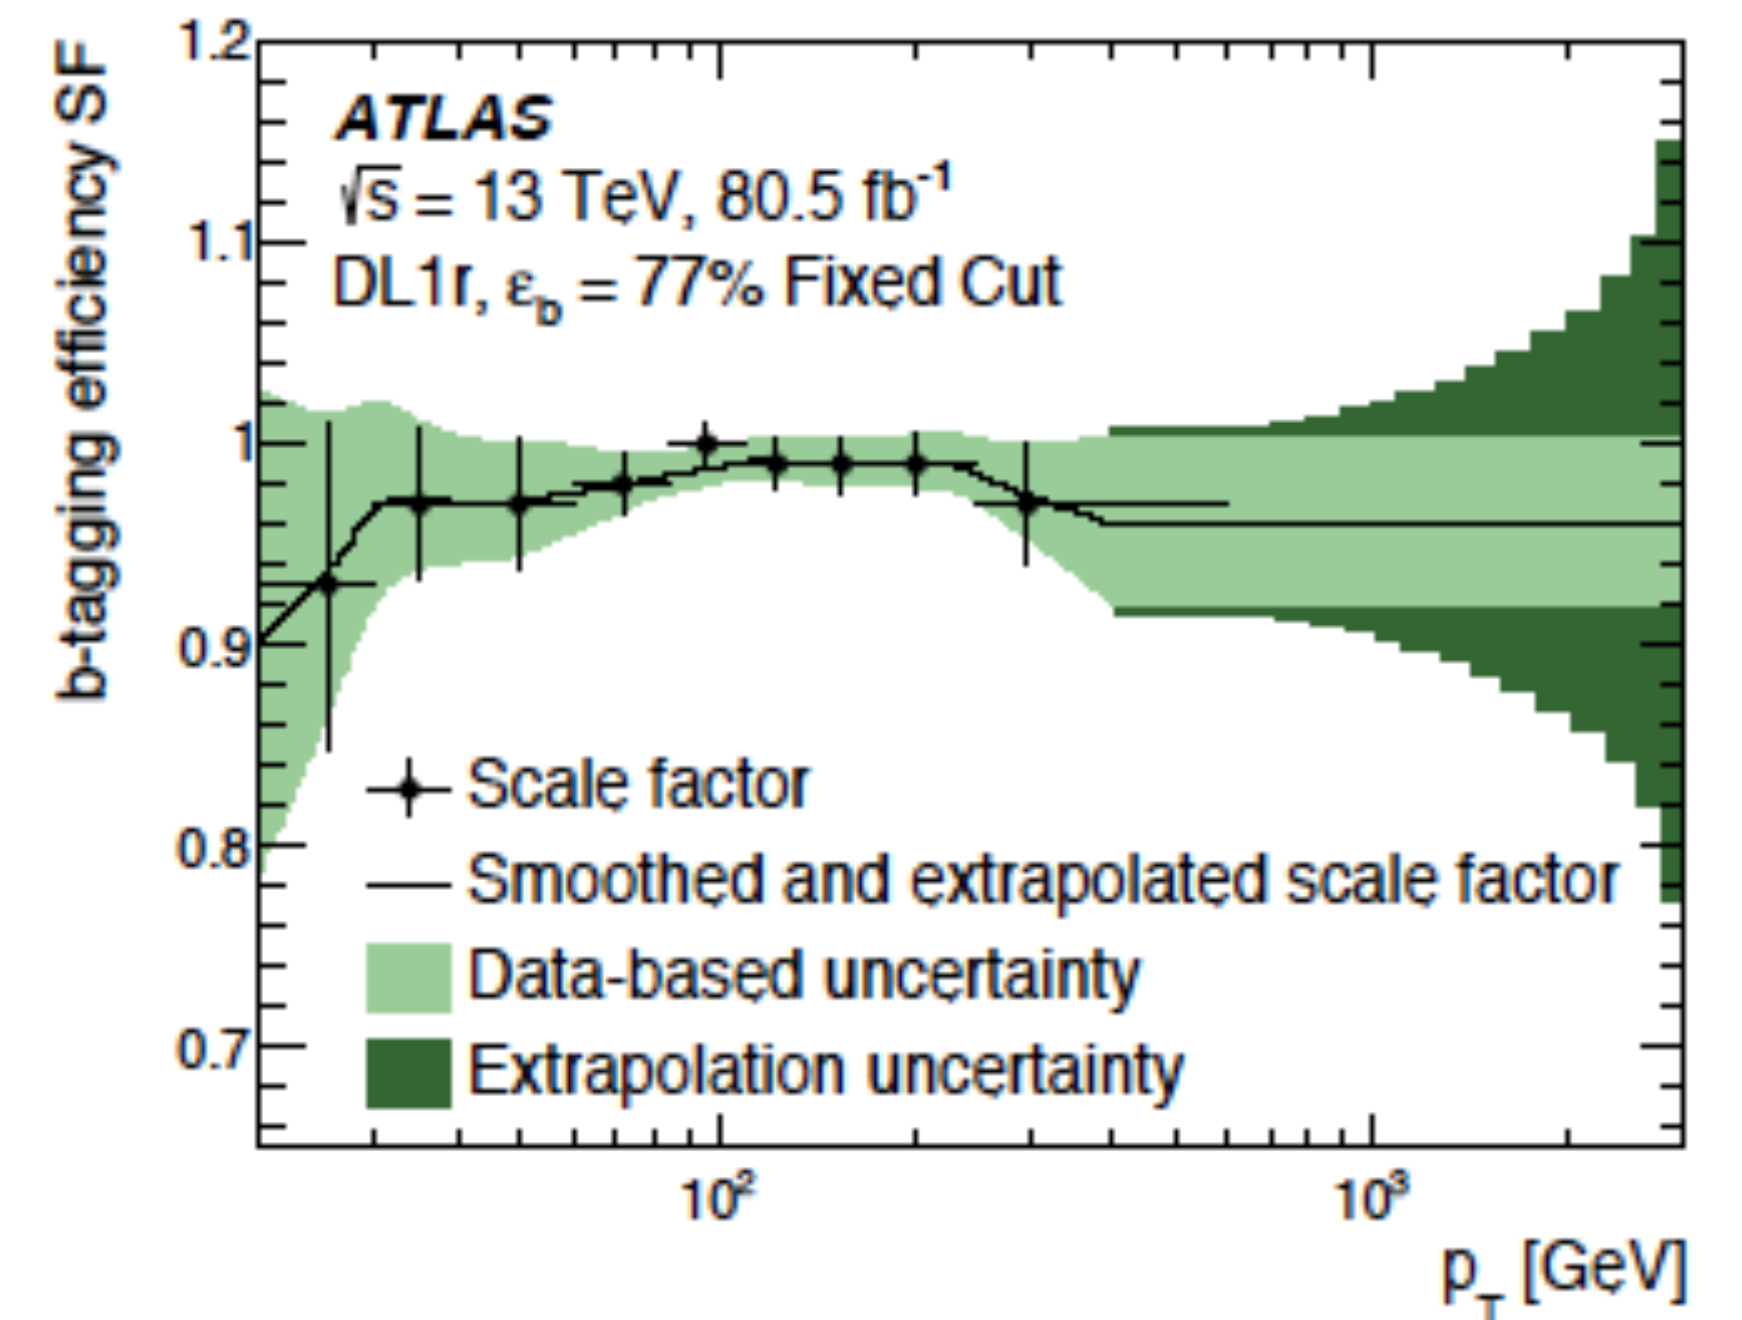 b-tagging efficiency SF
1.2
1.1
1
0.9
0.8
0.7
ATLAS
√s = 13 TeV, 80.5 fb⁻¹
DL1r, ε_b = 77% Fixed Cut
Scale factor
Smoothed and extrapolated scale factor
Data-based uncertainty
Extrapolation uncertainty
10² 10³
p_T [GeV]